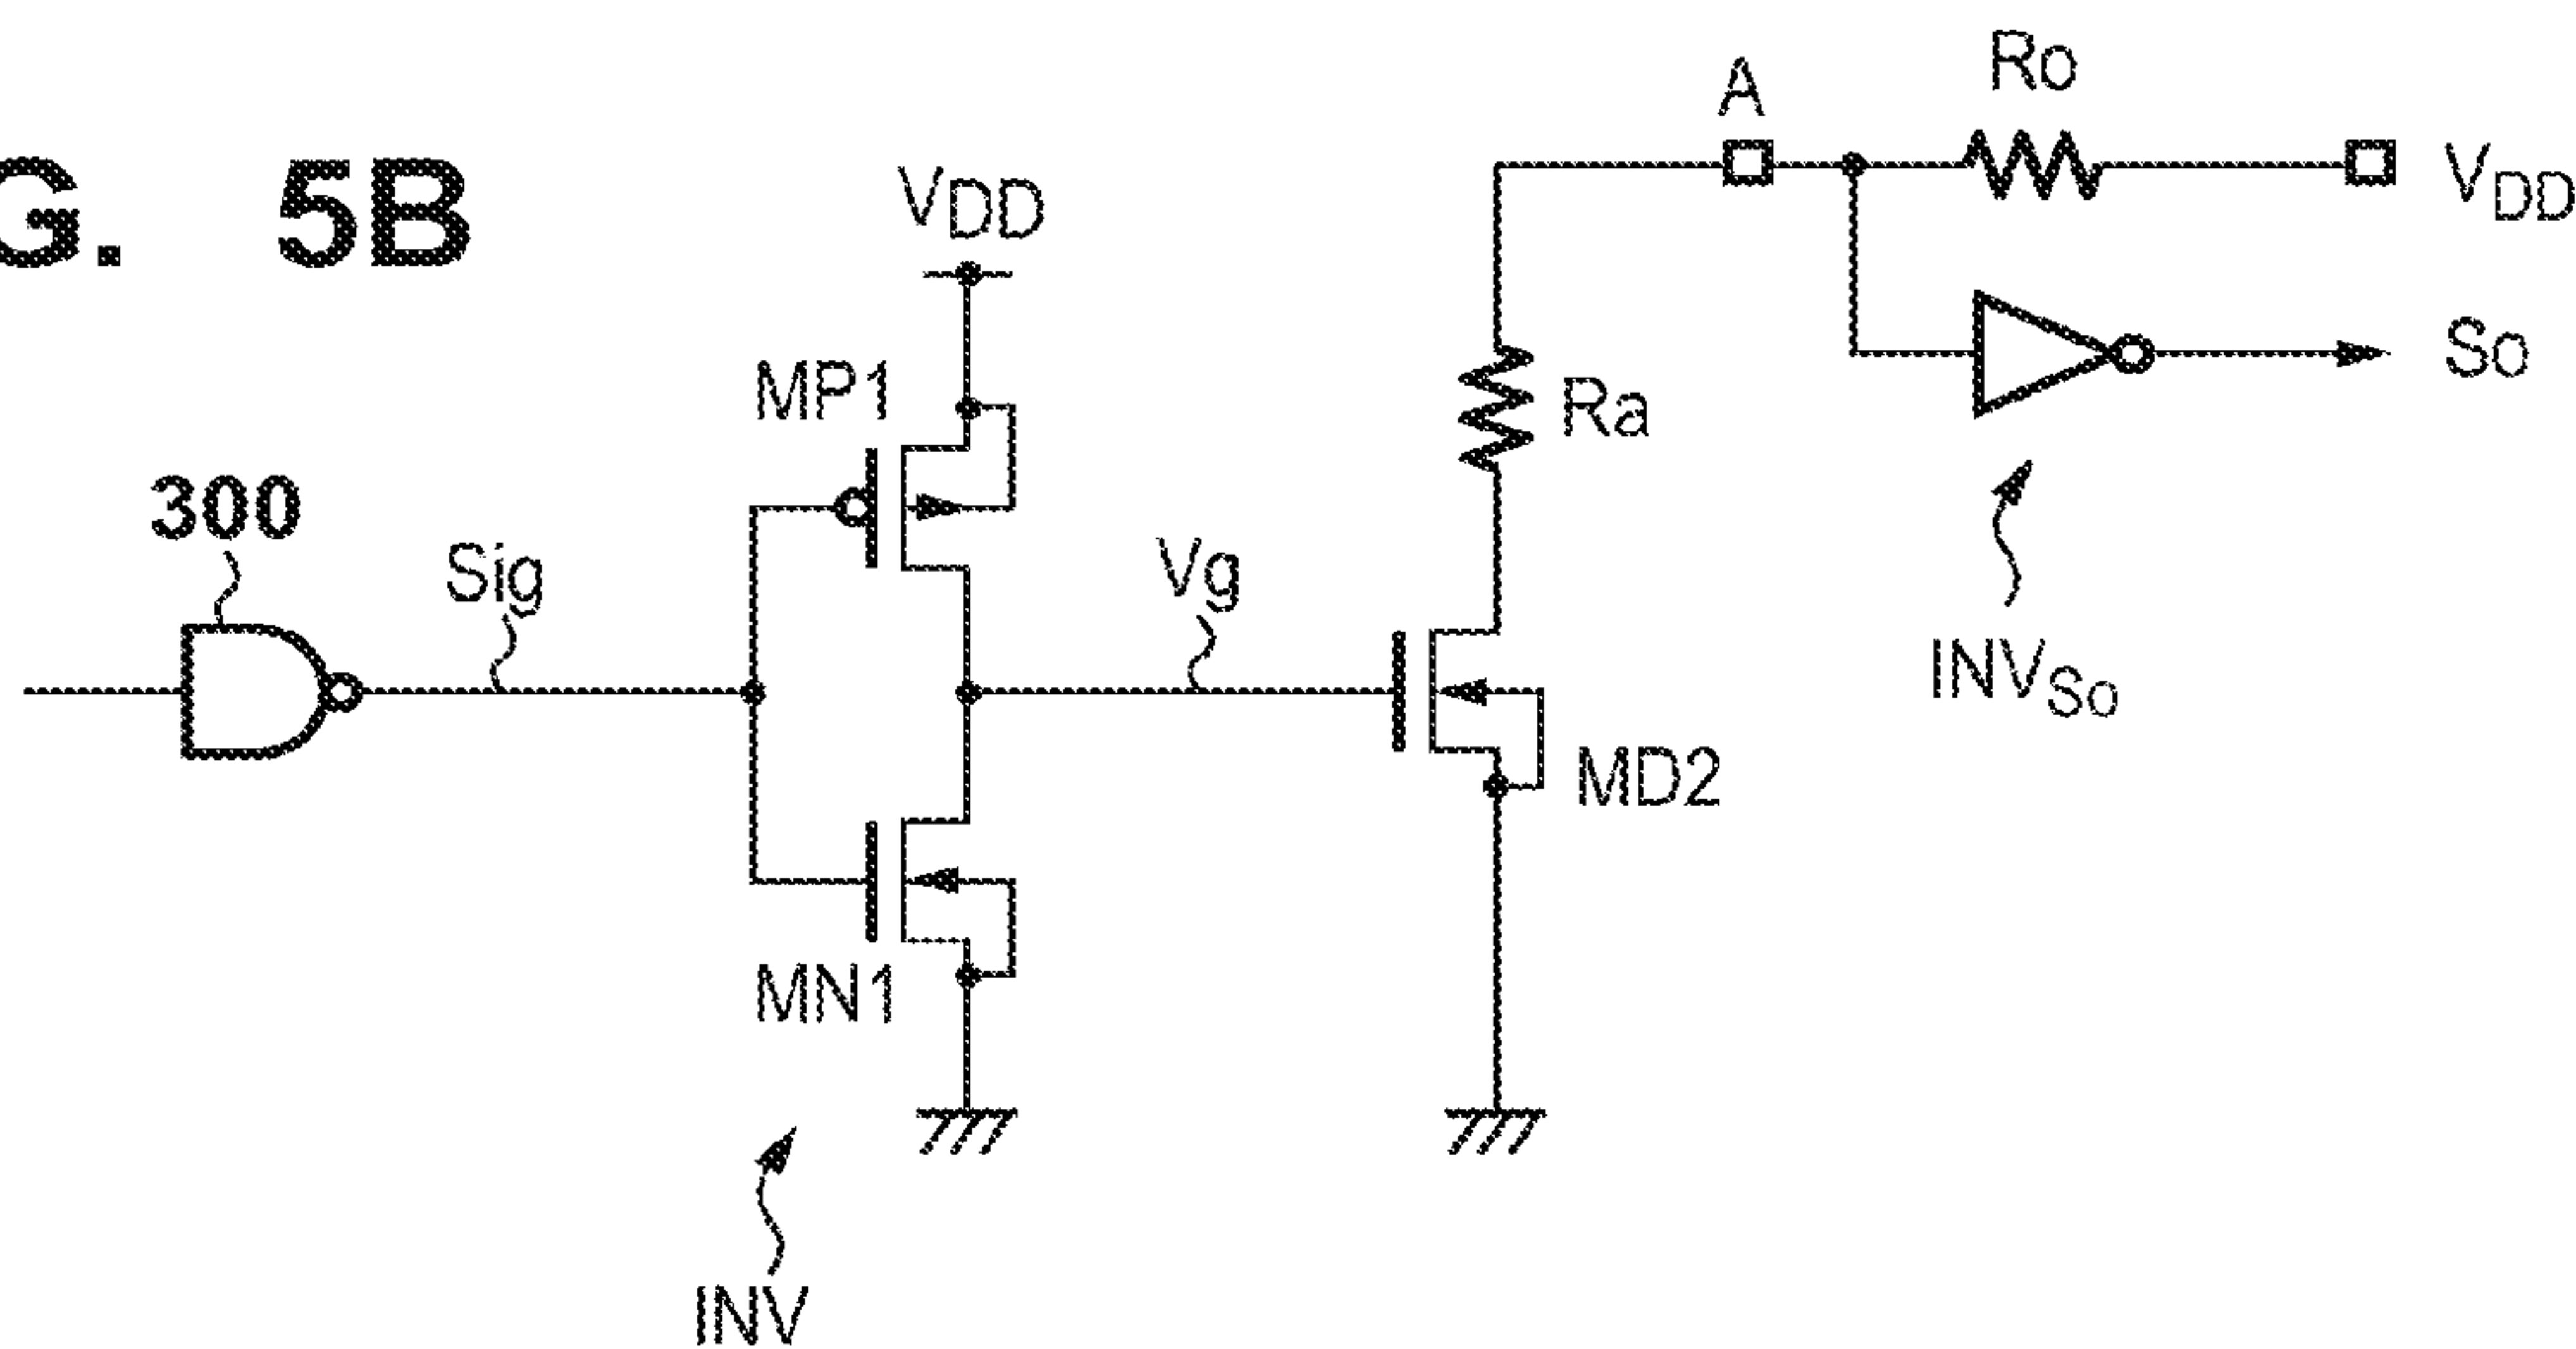 G. 5B
A
Ro
VDD
VDD
MP1
Ra
So
300
Sig
Vg
INVSo
MD2
MN1
INV